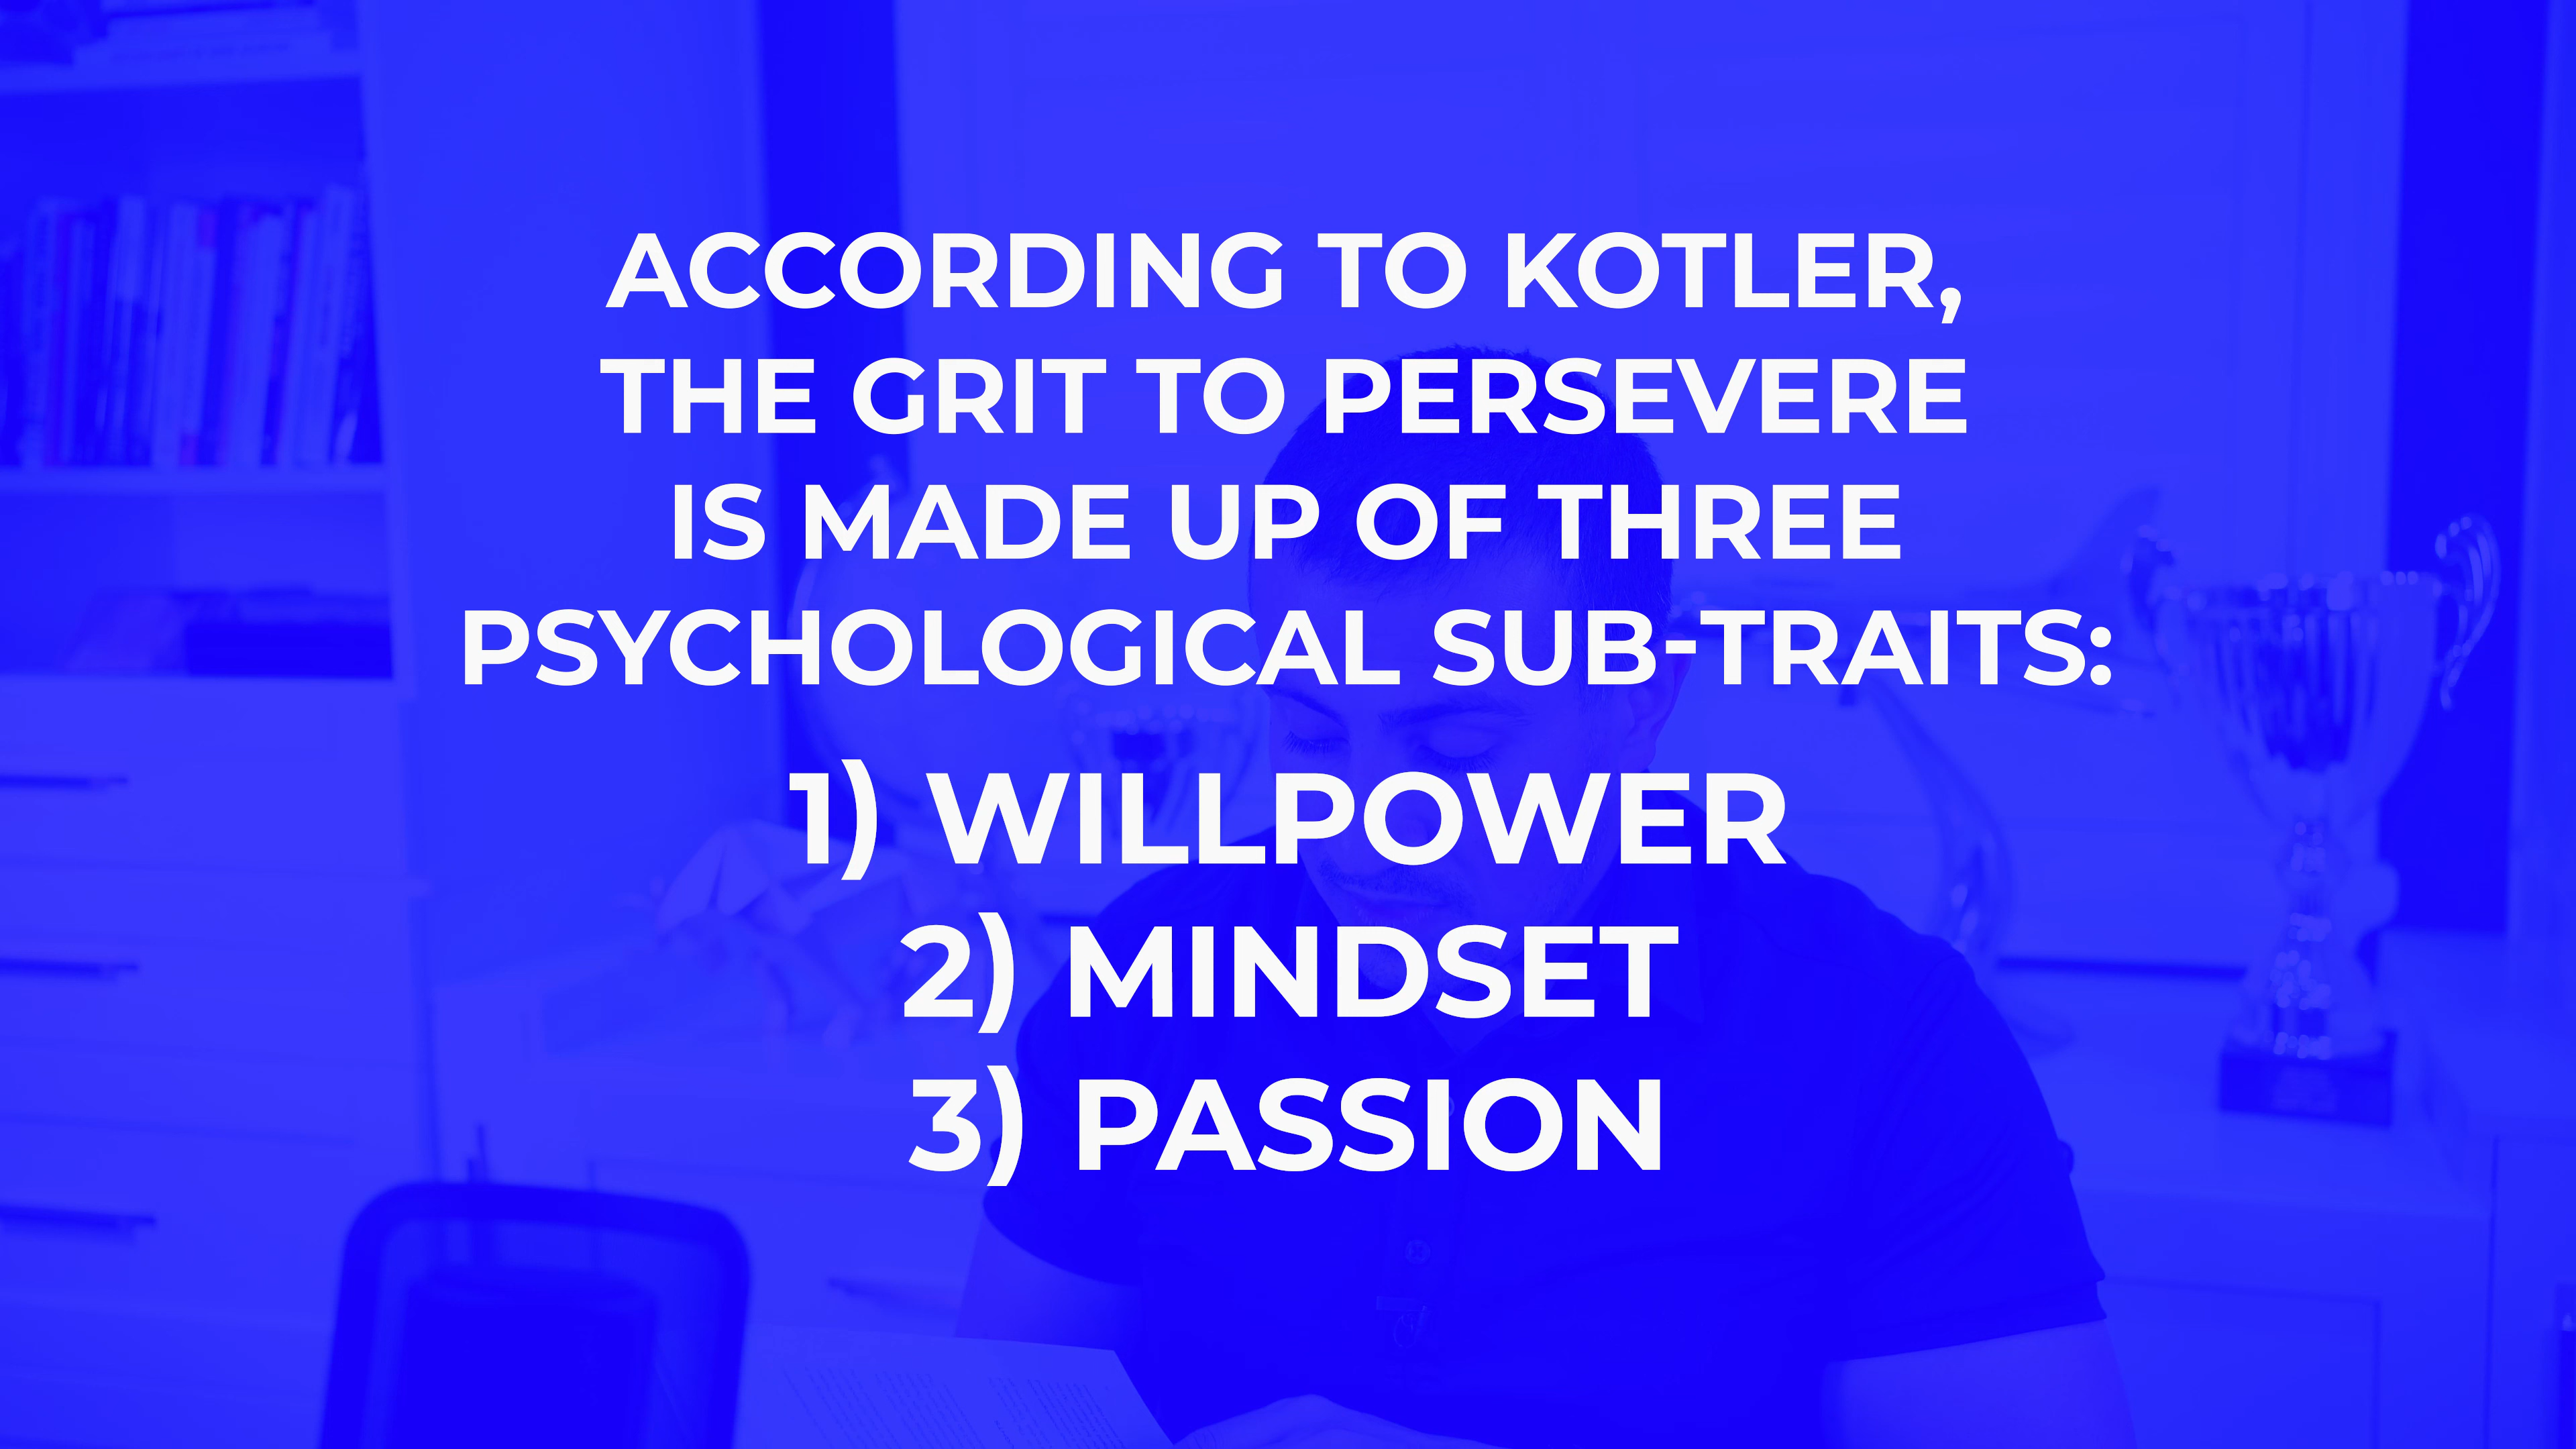 ACCORDING TO KOTLER,
THE GRIT TO PERSEVERE
IS MADE UP OF THREE
PSYCHOLOGICAL SUB-TRAITS:
1) WILLPOWER
2) MINDSET
3) PASSION